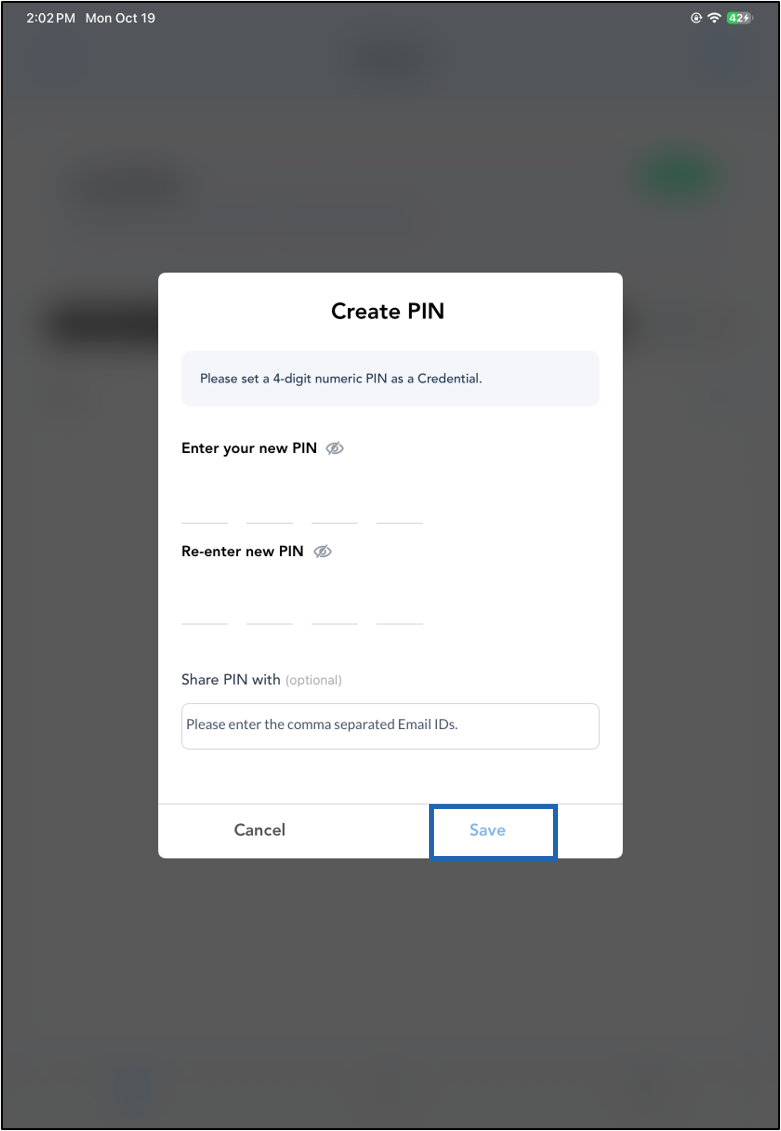 2:02 PM Mon Oct 19
42
Create PIN
Please set a 4-digit numeric PIN as a Credential.
Enter your new PIN
Re-enter new PIN
Share PIN with (optional)
Please enter the comma separated Email IDs.
Cancel Save